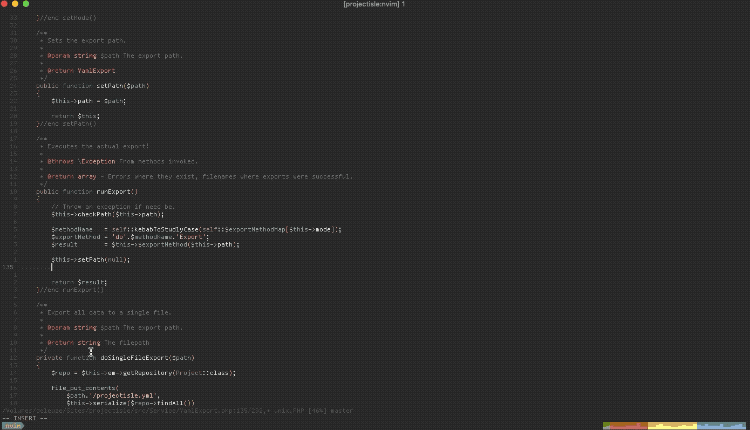 [projectisle:nvim] 1
}//end setMode()
/**
* Sets the export path.
*
* @param string $path The export path.
*
* @return YamlExport
*/
public function setPath($path)
{
$this->path = $path;
return $this;
}//end setPath()
/**
* Executes the actual export!
*
* @throws \Exception From methods invoked.
*
* @return array - Errors where they exist, filenames where exports were successful.
*/
public function runExport()
{
// Throw an exception if need be.
$this->checkPath($this->path);
$methodName = self::kebabToStudlyCase(self::$exportMethodMap[$this->mode]);
$exportMethod = 'do'.$methodName.'Export';
$result = $this->$exportMethod($this->path);
$this->setPath(null);
135
return $result;
}//end runExport()
/**
* Export all data to a single file.
*
* @param string $path The export path.
*
* @return string The filepath
*/
private function doSingleFileExport($path)
{
$repo = $this->em->getRepository(Project::class);
file_put_contents(
$path.'/projectisle.yml',
$this->serialize($repo->findAll())
-- INSERT --
nvim